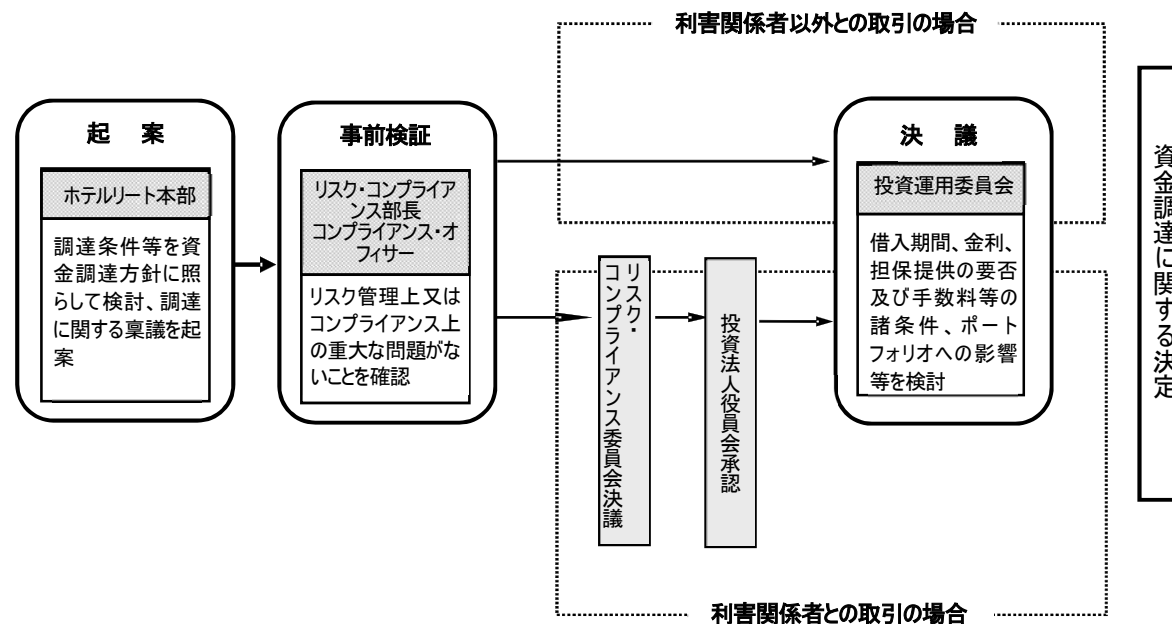 利害関係者以外との取引の場合
起 案
ホテルリート本部
調達条件等を資
金調達方針に照
らして検討、調達
に関する稟議を起
案
事前検証
リスク・コンプライア
ンス部長
コンプライアンス・オ
フィサー
リスク管理上又は
コンプライアンス上
の重大な問題がな
いことを確認
リスク・
コンプライアンス委員会決議
投資法人役員会承認
決 議
投資運用委員会
借入期間、金利、
担保提供の要否
及び手数料等の
諸条件、ポート
フォリオへの影響
等を検討
資金調達に関する決定
利害関係者との取引の場合